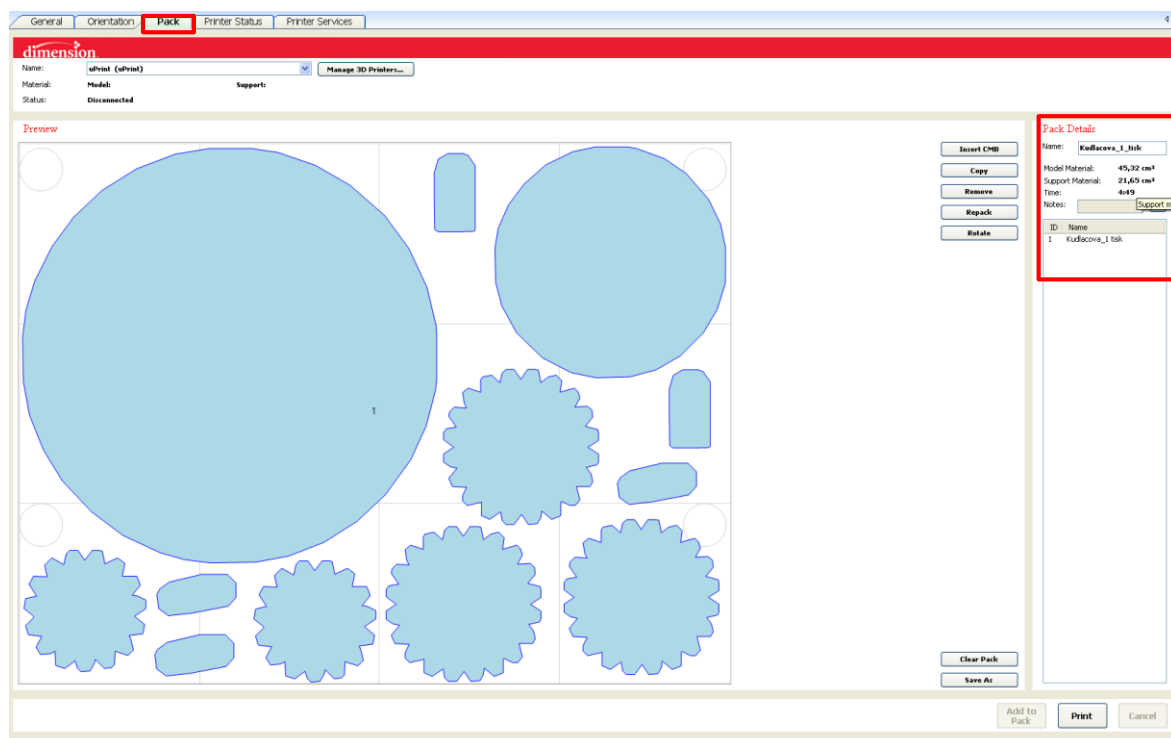 General Orientation Pack Printer Status Printer Services 4
dimension
Name: uPrint (uPrint) Manage 3D Printers...
Material: Model: Support:
Status: Disconnected
Preview
Insert CMB
Copy
Remove
Repack
Rotate
1
Clear Pack
Save As
Pack Details
Name: Kudlacova_1_tisk
Model Material: 45,32 cm³
Support Material: 21,65 cm³
Time: 4:49
Notes: Support m
ID Name
1 Kudlacova_1 tisk
Add to Pack Print Cancel